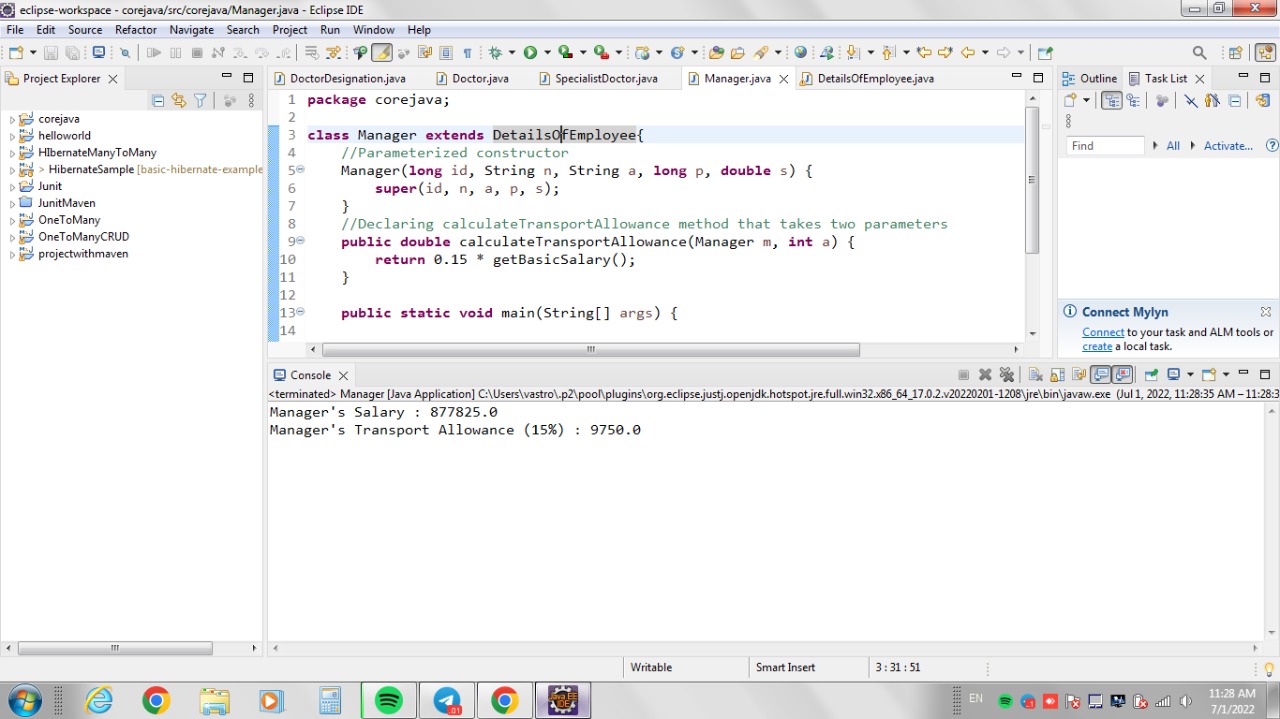 eclipse-workspace - corejava/src/corejava/Manager.java - Eclipse IDE
File Edit Source Refactor Navigate Search Project Run Window Help
Project Explorer
corejava
helloworld
HIbernateManyToMany
> HibernateSample [basic-hibernate-example
Junit
JunitMaven
OneToMany
OneToManyCRUD
projectwithmaven
DoctorDesignation.java Doctor.java SpecialistDoctor.java Manager.java DetailsOfEmployee.java
1 package corejava;
2
3 class Manager extends DetailsOfEmployee{
4 //Parameterized constructor
5 Manager(long id, String n, String a, long p, double s) {
6 super(id, n, a, p, s);
7 }
8 //Declaring calculateTransportAllowance method that takes two parameters
9 public double calculateTransportAllowance(Manager m, int a) {
10 return 0.15 * getBasicSalary();
11 }
12
13 public static void main(String[] args) {
14
Outline Task List
Find All Activate...
Connect Mylyn
Connect to your task and ALM tools or
create a local task.
Console
<terminated> Manager [Java Application] C:\Users\vastro\.p2\pool\plugins\org.eclipse.justj.openjdk.hotspot.jre.full.win32.x86_64_17.0.2.v20220201-1208\jre\bin\javaw.exe (Jul 1, 2022, 11:28:35 AM – 11:28:3
Manager's Salary : 877825.0
Manager's Transport Allowance (15%) : 9750.0
Writable Smart Insert 3 : 31 : 51
Java EE
IDE
EN
11:28 AM
7/1/2022